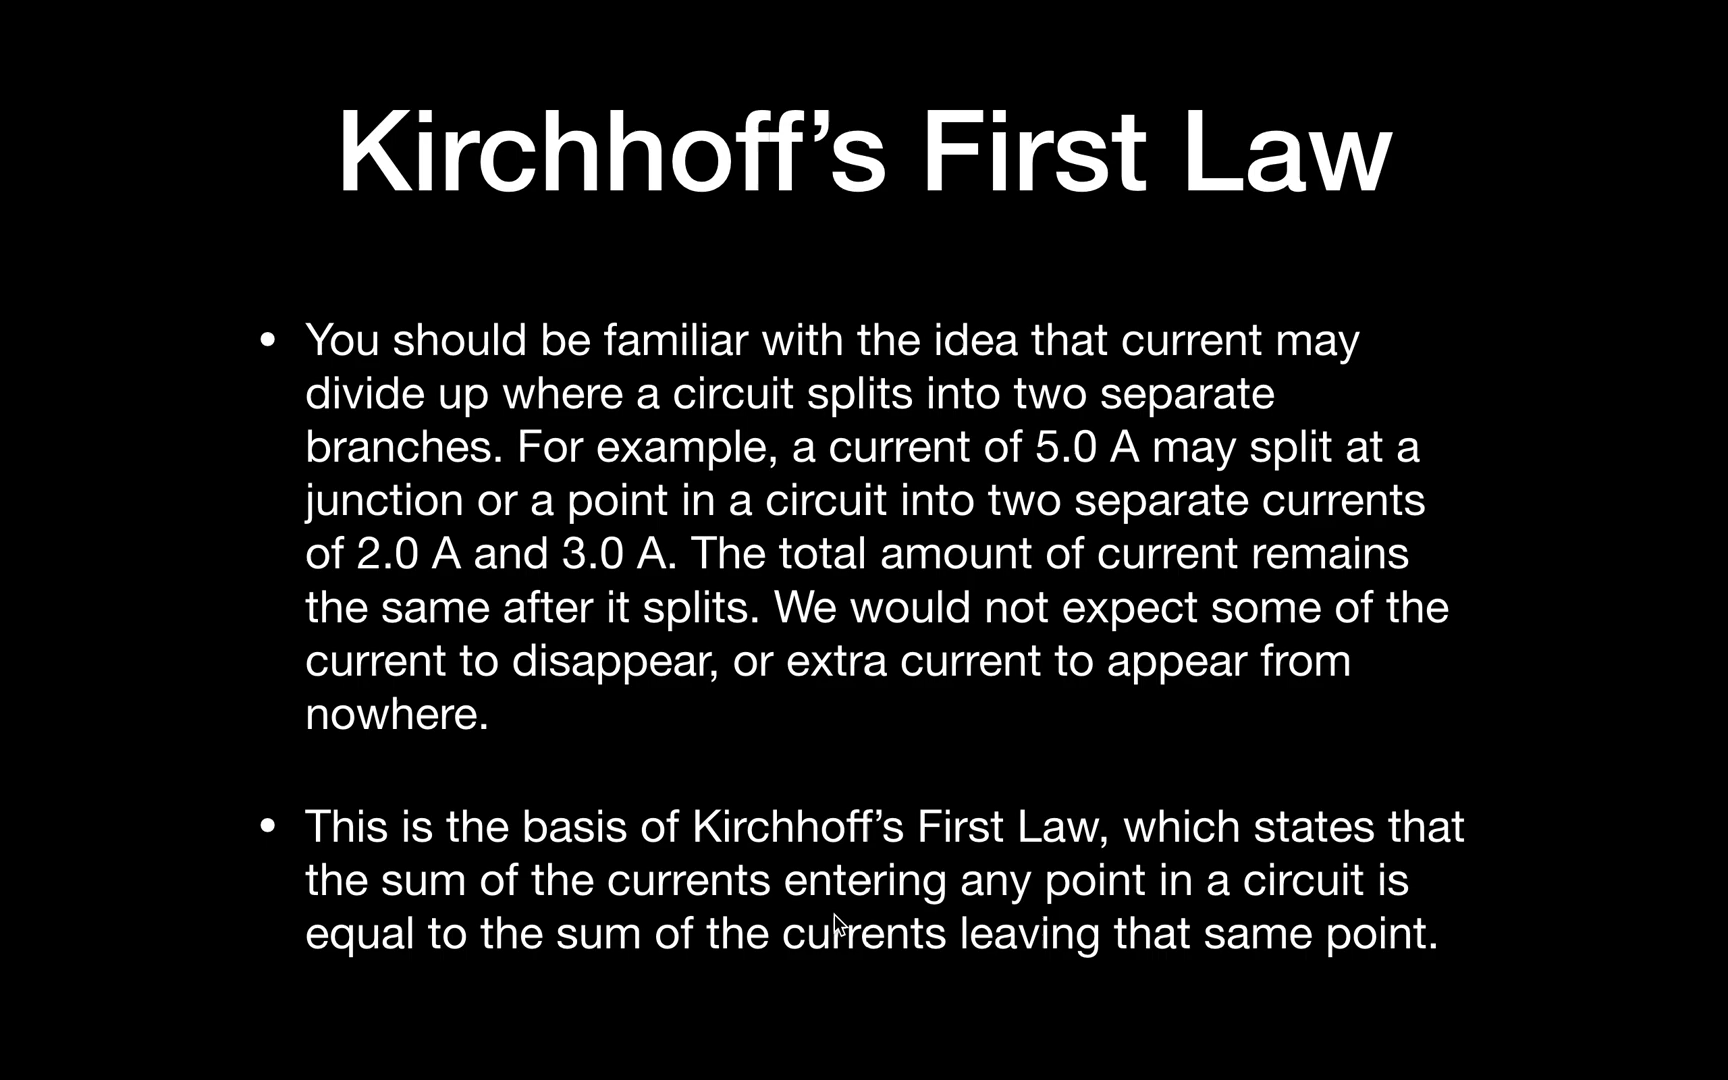 Kirchhoff’s First Law
• You should be familiar with the idea that current may
divide up where a circuit splits into two separate
branches. For example, a current of 5.0 A may split at a
junction or a point in a circuit into two separate currents
of 2.0 A and 3.0 A. The total amount of current remains
the same after it splits. We would not expect some of the
current to disappear, or extra current to appear from
nowhere.
• This is the basis of Kirchhoff’s First Law, which states that
the sum of the currents entering any point in a circuit is
equal to the sum of the currents leaving that same point.